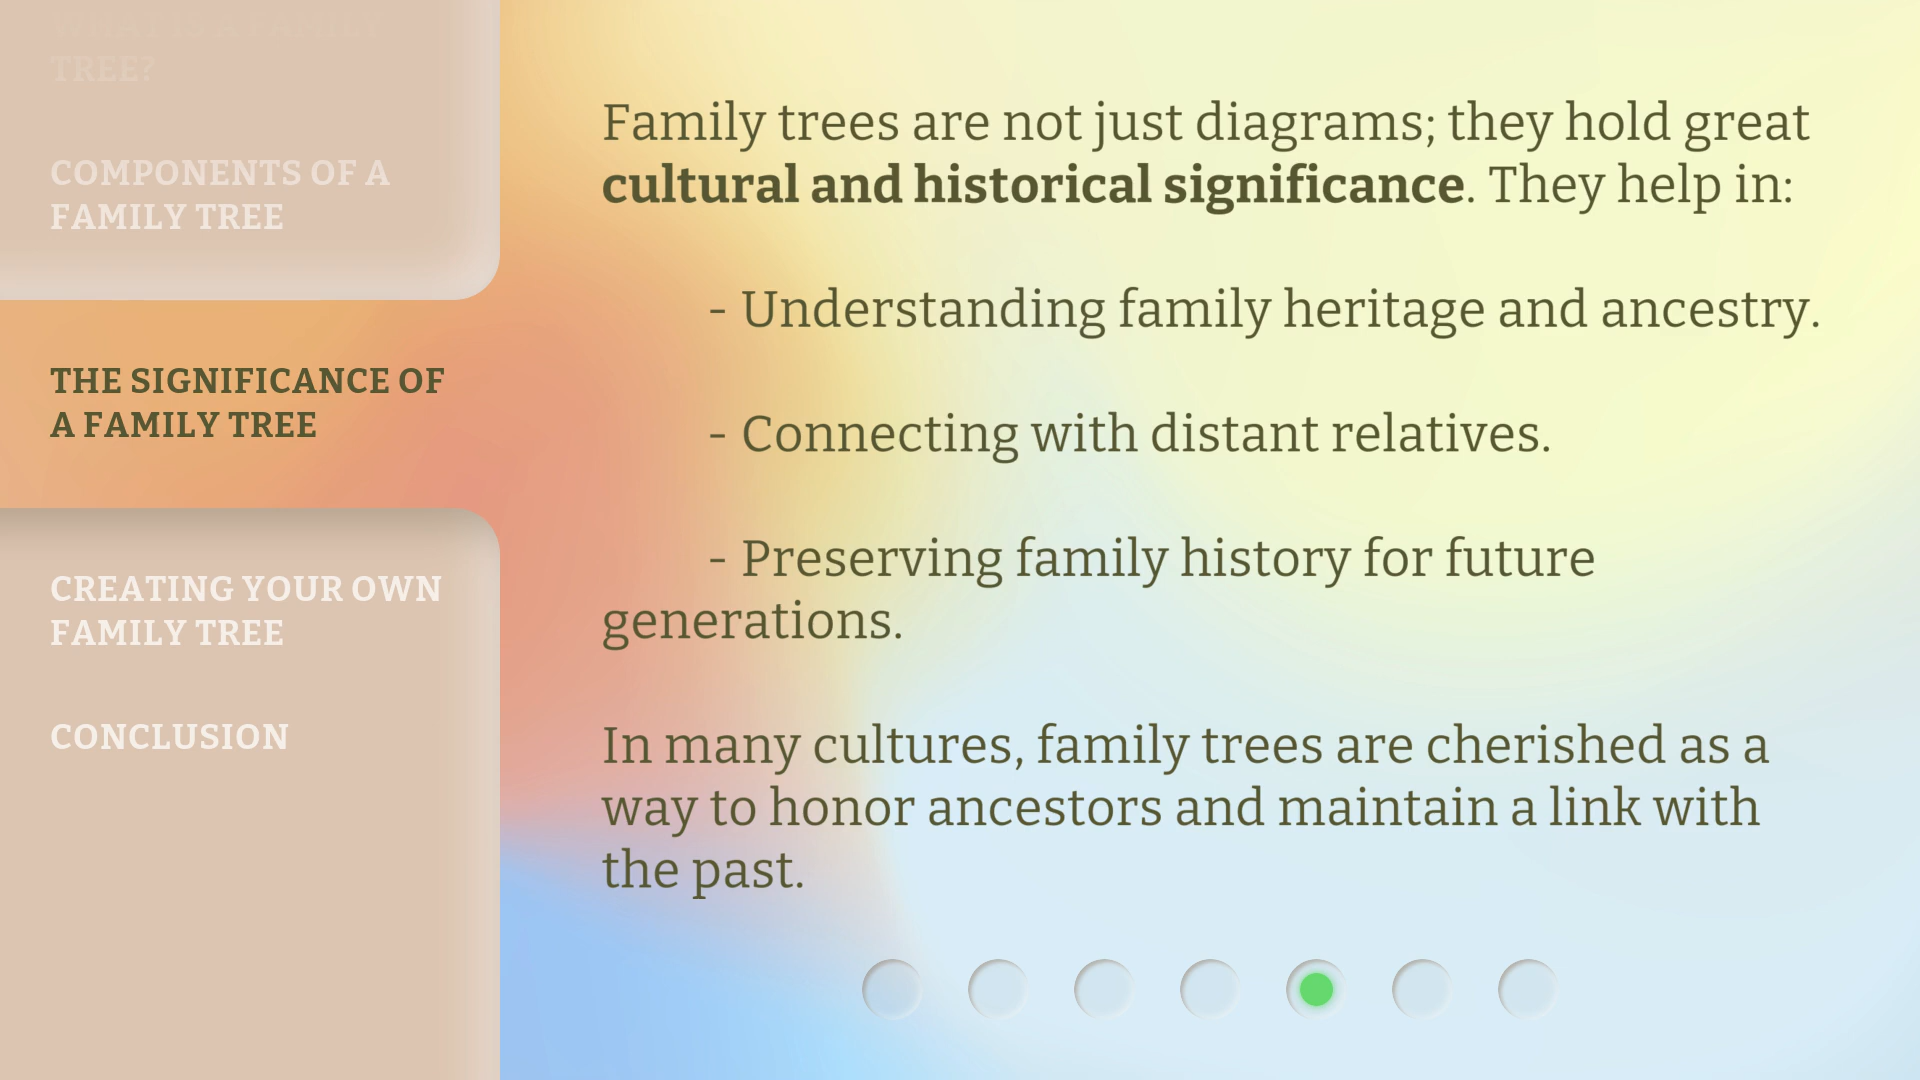 WHAT IS A FAMILY
TREE?
COMPONENTS OF A
FAMILY TREE
THE SIGNIFICANCE OF
A FAMILY TREE
CREATING YOUR OWN
FAMILY TREE
CONCLUSION
Family trees are not just diagrams; they hold great
cultural and historical significance. They help in:
- Understanding family heritage and ancestry.
- Connecting with distant relatives.
- Preserving family history for future
generations.
In many cultures, family trees are cherished as a
way to honor ancestors and maintain a link with
the past.